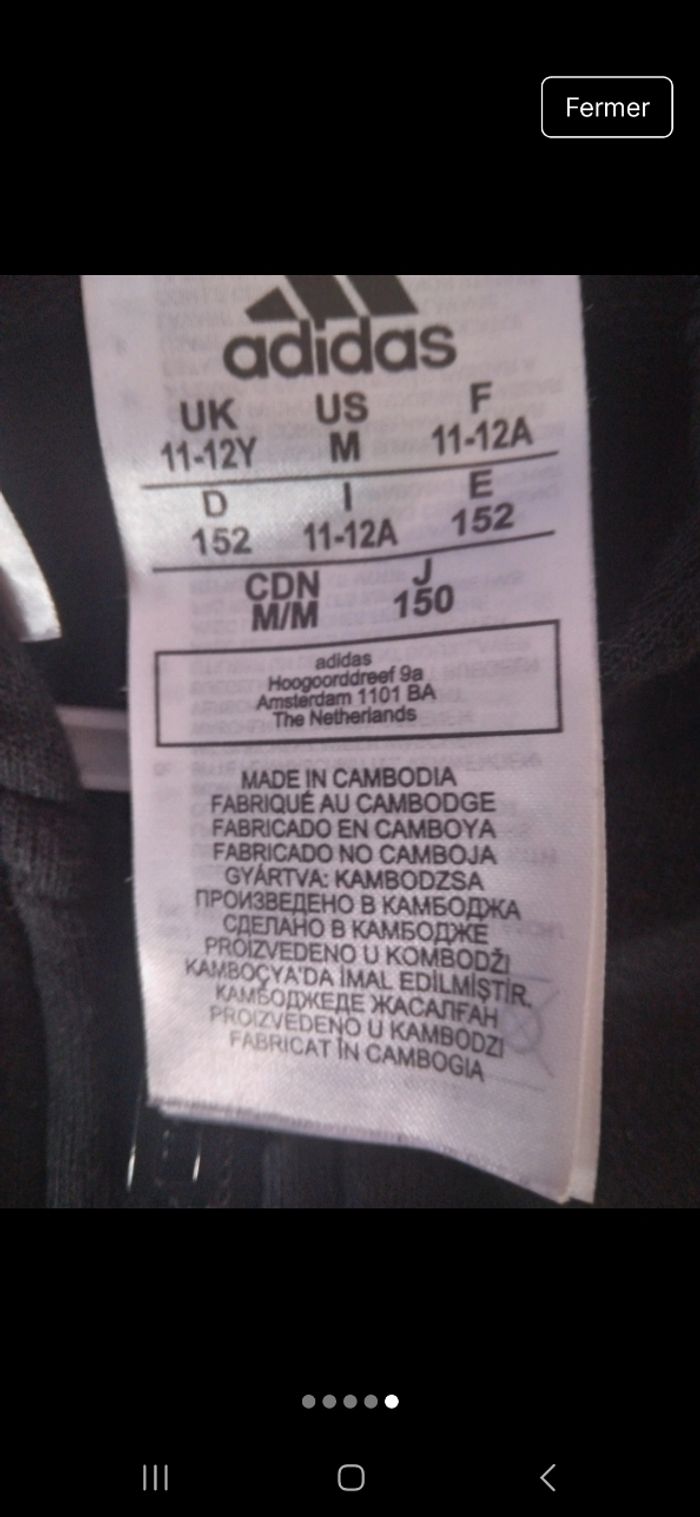 Fermer
adidas
UK US F
11-12Y M 11-12A
D I E
152 11-12A 152
CDN J
M/M 150
adidas
Hoogoorddreef 9a
Amsterdam 1101 BA
The Netherlands
MADE IN CAMBODIA
FABRIQUÉ AU CAMBODGE
FABRICADO EN CAMBOYA
FABRICADO NO CAMBOJA
GYÁRTVA: KAMBODZSA
ПРОИЗВЕДЕНО В КАМБОДЖА
СДЕЛАНО В КАМБОДЖЕ
PROIZVEDENO U KOMBODŽI
KAMBOÇYA'DA İMAL EDİLMİŞTİR.
КАМБОДЖЕДЕ ЖАСАЛҒАН
PROIZVEDENO U KAMBODZI
FABRICAT ÎN CAMBOGIA